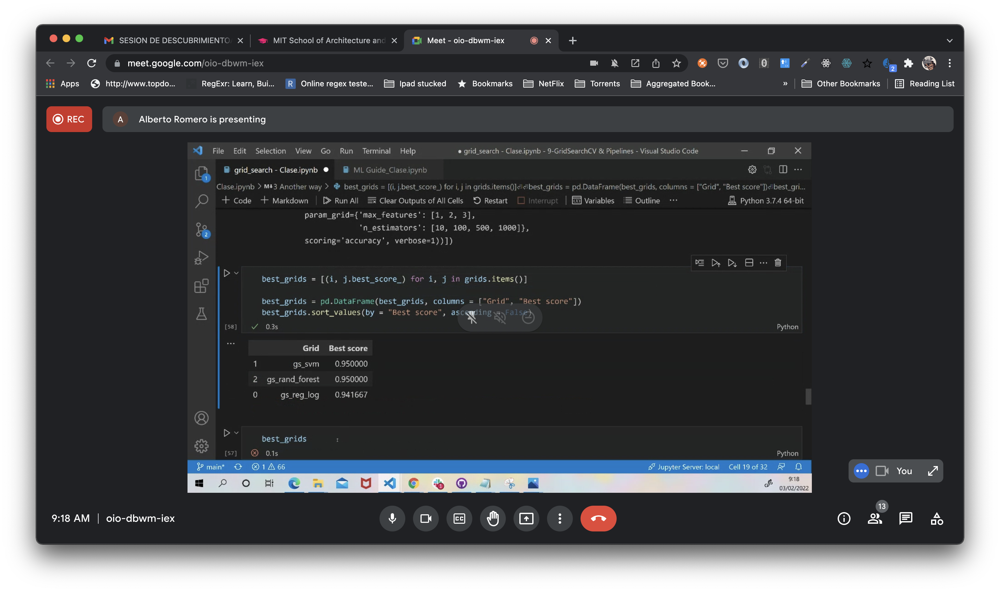 SESION DE DESCUBRIMIENTO
MIT School of Architecture and
Meet - oio-dbwm-iex
meet.google.com/oio-dbwm-iex
2
Apps
http://www.topdo...
RegExr: Learn, Bui...
R
Online regex teste...
Ipad stucked
Bookmarks
NetFlix
Torrents
Aggregated Book...
»
Other Bookmarks
Reading List
REC
A
Alberto Romero is presenting
File Edit Selection View Go Run Terminal Help
● grid_search - Clase.ipynb - 9-GridSearchCV & Pipelines - Visual Studio Code
1
grid_search - Clase.ipynb
ML Guide_Clase.ipynb
Clase.ipynb > M↓3 Another way > best_grids = [(i, j.best_score_) for i, j in grids.items()]⏎⏎best_grids = pd.DataFrame(best_grids, columns = ["Grid", "Best score"])⏎best_gri...
+ Code + Markdown Run All Clear Outputs of All Cells Restart Interrupt Variables Outline ... Python 3.7.4 64-bit
2
param_grid={'max_features': [1, 2, 3],
'n_estimators': [10, 100, 500, 1000]},
scoring='accuracy', verbose=1))])
best_grids = [(i, j.best_score_) for i, j in grids.items()]
best_grids = pd.DataFrame(best_grids, columns = ["Grid", "Best score"])
best_grids.sort_values(by = "Best score", ascending = False)
[58] 0.3s Python
Grid Best score
1 gs_svm 0.950000
2 gs_rand_forest 0.950000
0 gs_reg_log 0.941667
best_grids
[57] 0.1s Python
main* 1 66 Jupyter Server: local Cell 19 of 32
1
9:18
03/02/2022
You
9:18 AM | oio-dbwm-iex
CC
13